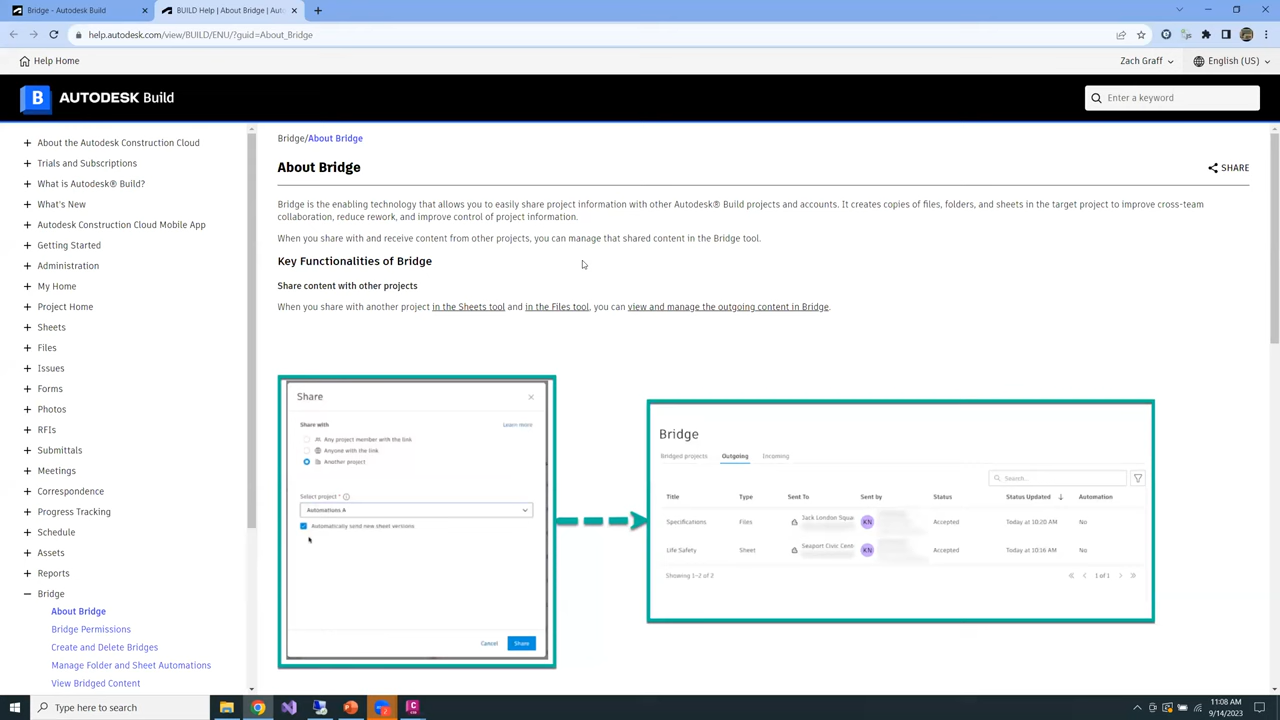 Bridge - Autodesk Build
BUILD Help | About Bridge | Aut
help.autodesk.com/view/BUILD/ENU/?guid=About_Bridge
Help Home
Zach Graff
English (US)
B AUTODESK Build
Enter a keyword
About the Autodesk Construction Cloud
Trials and Subscriptions
What is Autodesk® Build?
What's New
Autodesk Construction Cloud Mobile App
Getting Started
Administration
My Home
Project Home
Sheets
Files
Issues
Forms
Photos
RFIs
Submittals
Meetings
Correspondence
Progress Tracking
Schedule
Assets
Reports
Bridge
About Bridge
Bridge Permissions
Create and Delete Bridges
Manage Folder and Sheet Automations
View Bridged Content
Bridge/About Bridge
About Bridge
SHARE
Bridge is the enabling technology that allows you to easily share project information with other Autodesk® Build projects and accounts. It creates copies of files, folders, and sheets in the target project to improve cross-team
collaboration, reduce rework, and improve control of project information.
When you share with and receive content from other projects, you can manage that shared content in the Bridge tool.
Key Functionalities of Bridge
Share content with other projects
When you share with another project in the Sheets tool and in the Files tool, you can view and manage the outgoing content in Bridge.
Share
Share with
Learn more
Any project member with the link
Anyone with the link
Another project
Select project *
Automations A
Automatically send new sheet versions
Cancel
Share
Bridge
Bridged projects Outgoing Incoming
Search...
Title Type Sent To Sent by Status Status Updated Automation
Specifications Files Jack London Squa KN Accepted Today at 10:20 AM No
Life Safety Sheet Seaport Civic Cent KN Accepted Today at 10:16 AM No
Showing 1-2 of 2
1 of 1
Type here to search
11:08 AM
9/14/2023